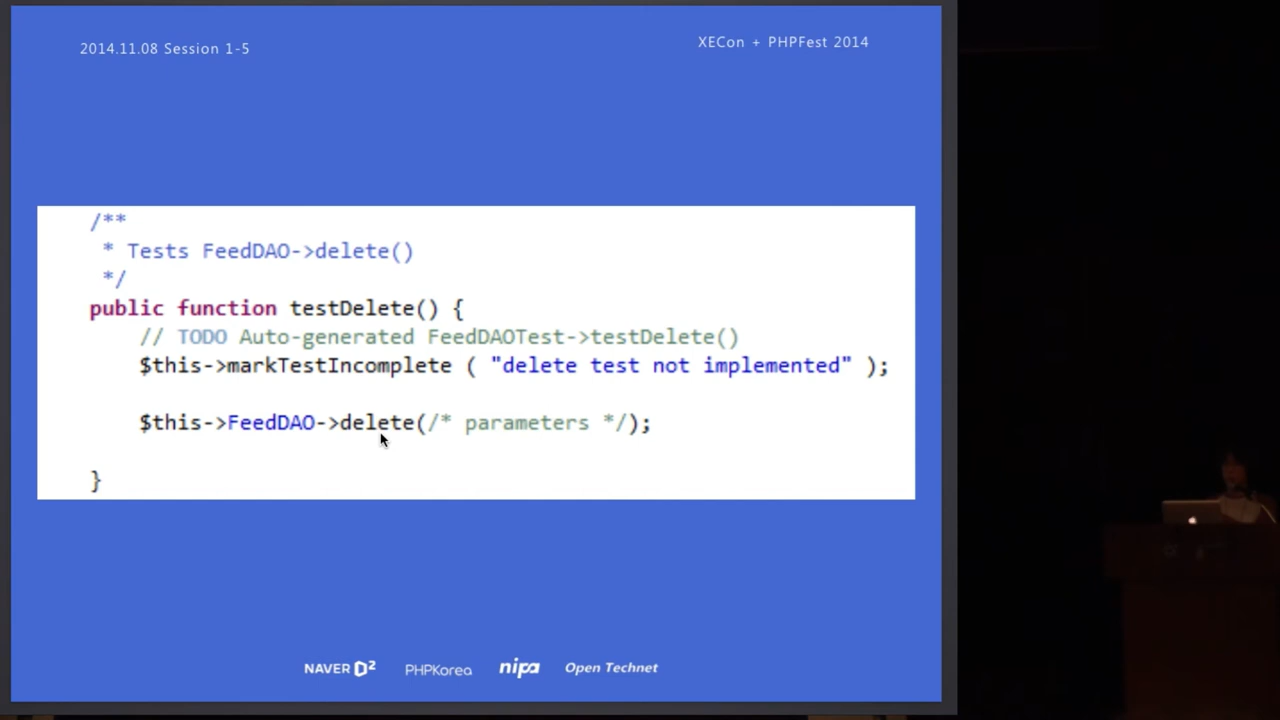 2014.11.08 Session 1-5
XECon + PHPFest 2014
/**
* Tests FeedDAO->delete()
*/
public function testDelete() {
// TODO Auto-generated FeedDAOTest->testDelete()
$this->markTestIncomplete ( "delete test not implemented" );
$this->FeedDAO->delete(/* parameters */);
}
NAVER D2 PHPKorea nipa Open Technet